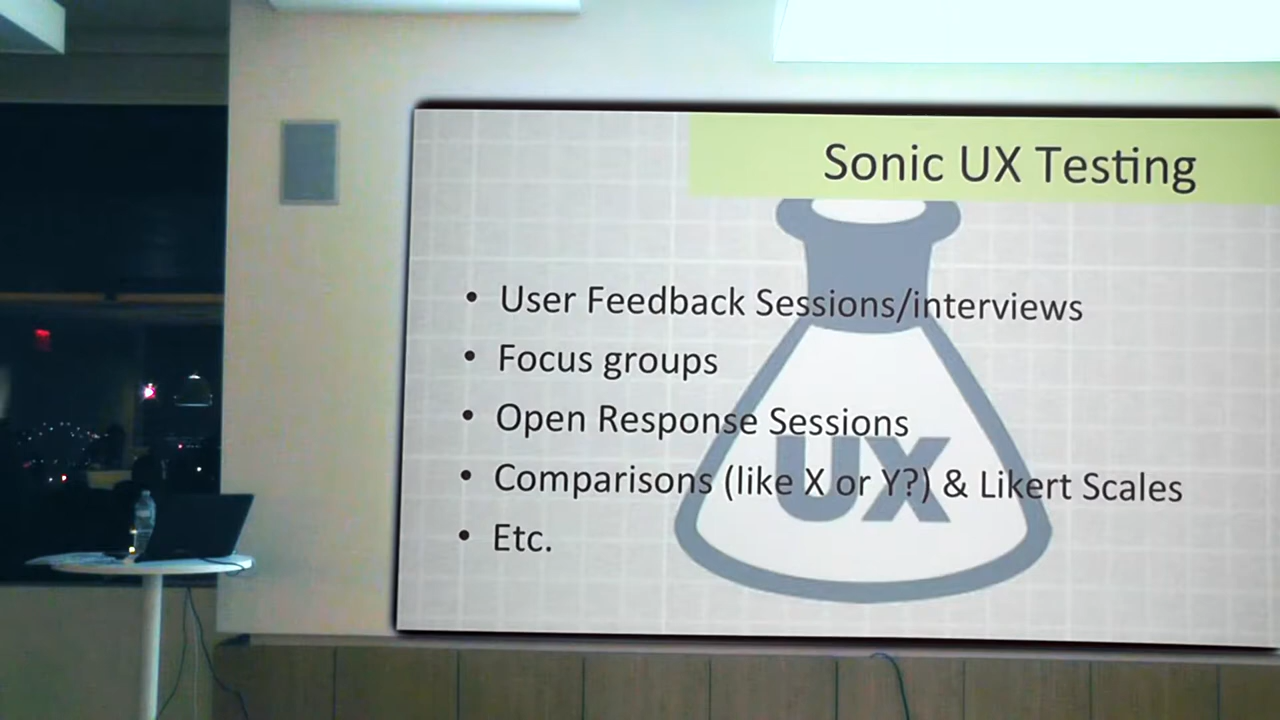 Sonic UX Testing
• User Feedback Sessions/interviews
• Focus groups
• Open Response Sessions
• Comparisons (like X or Y?) & Likert Scales
• Etc.
UX